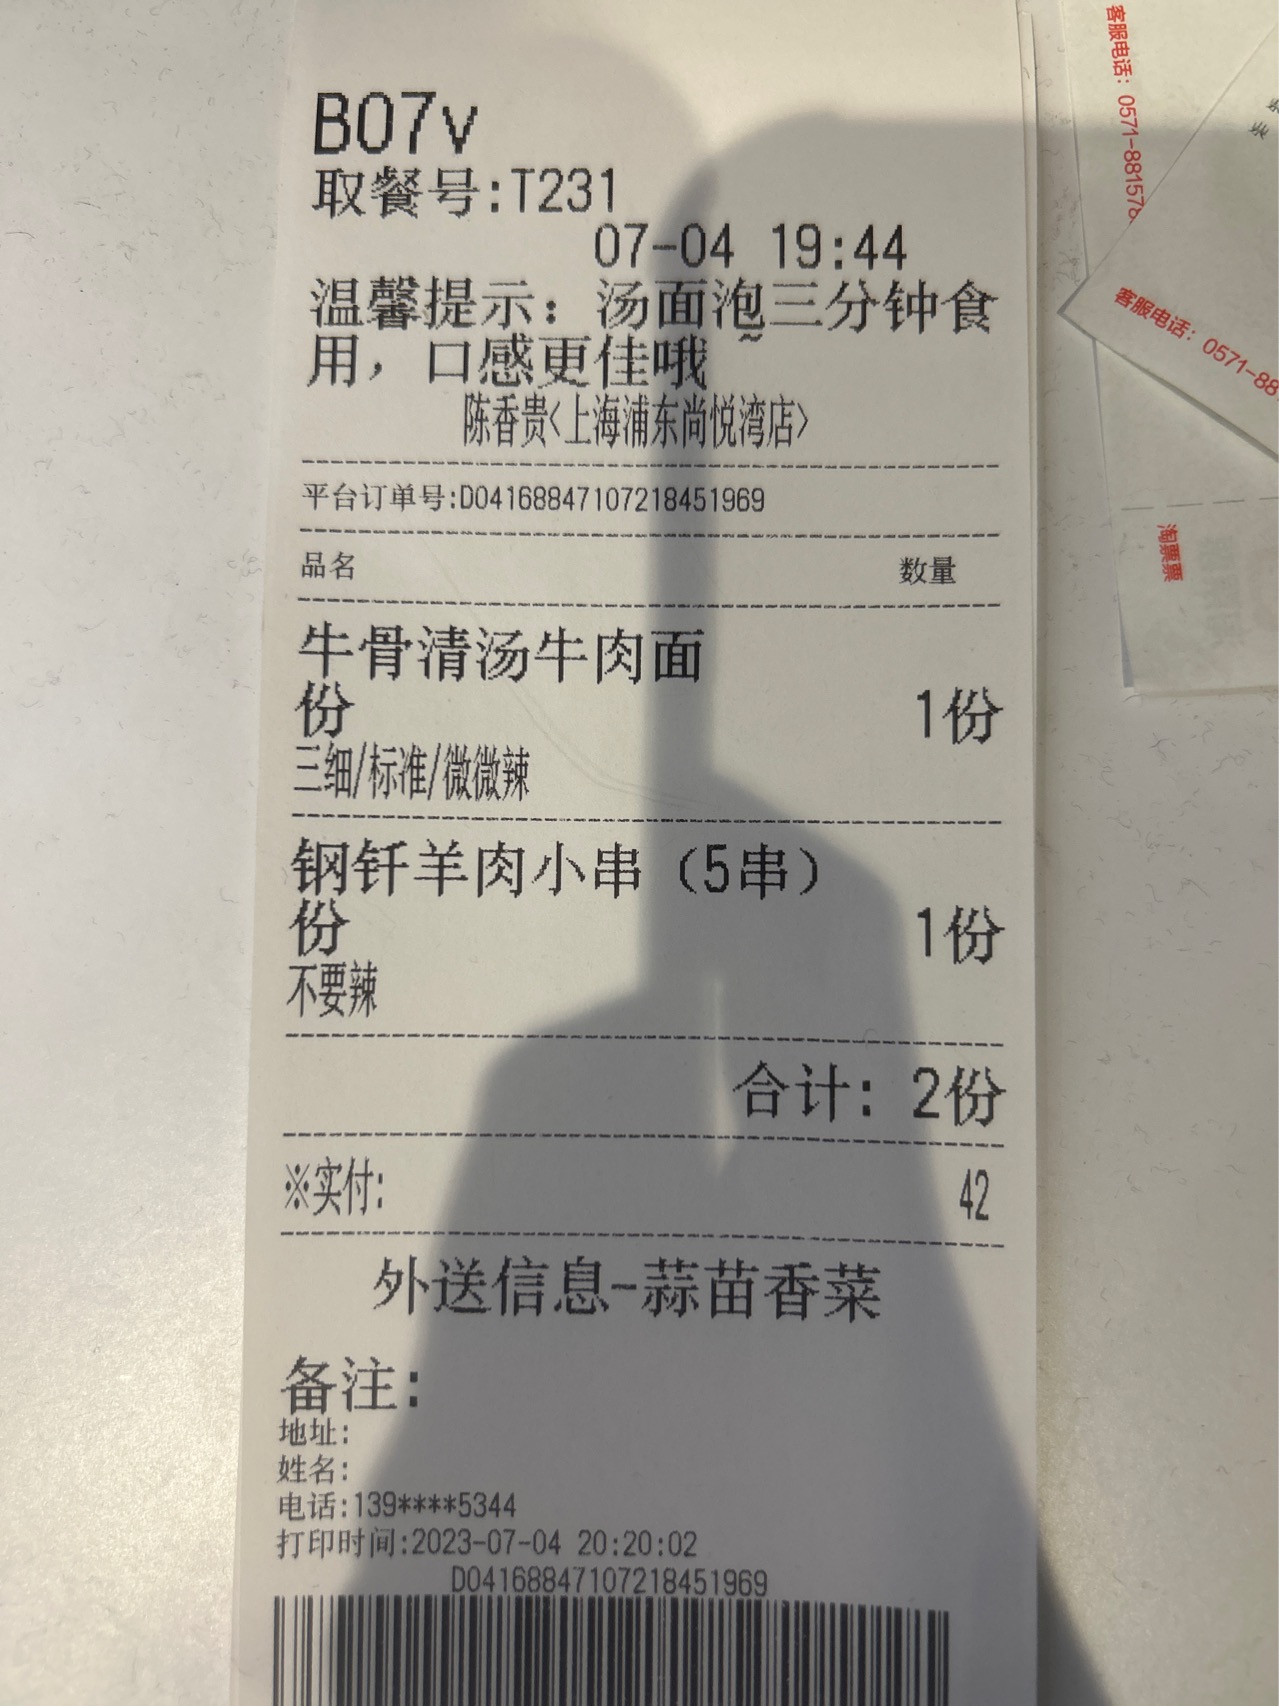 B07v
取餐号:T231
07-04 19:44
温馨提示：汤面泡三分钟食
用，口感更佳哦~
陈香贵<上海浦东尚悦湾店>
平台订单号:D04168847107218451969
品名 数量
牛骨清汤牛肉面
份 1份
三细/标准/微微辣
钢钎羊肉小串（5串）
份 1份
不要辣
合计: 2份
※实付: 42
外送信息-蒜苗香菜
备注:
地址:
姓名:
电话:139****5344
打印时间:2023-07-04 20:20:02
D04168847107218451969
客服电话：0571-88157
客服电话：0571-88
淘票票